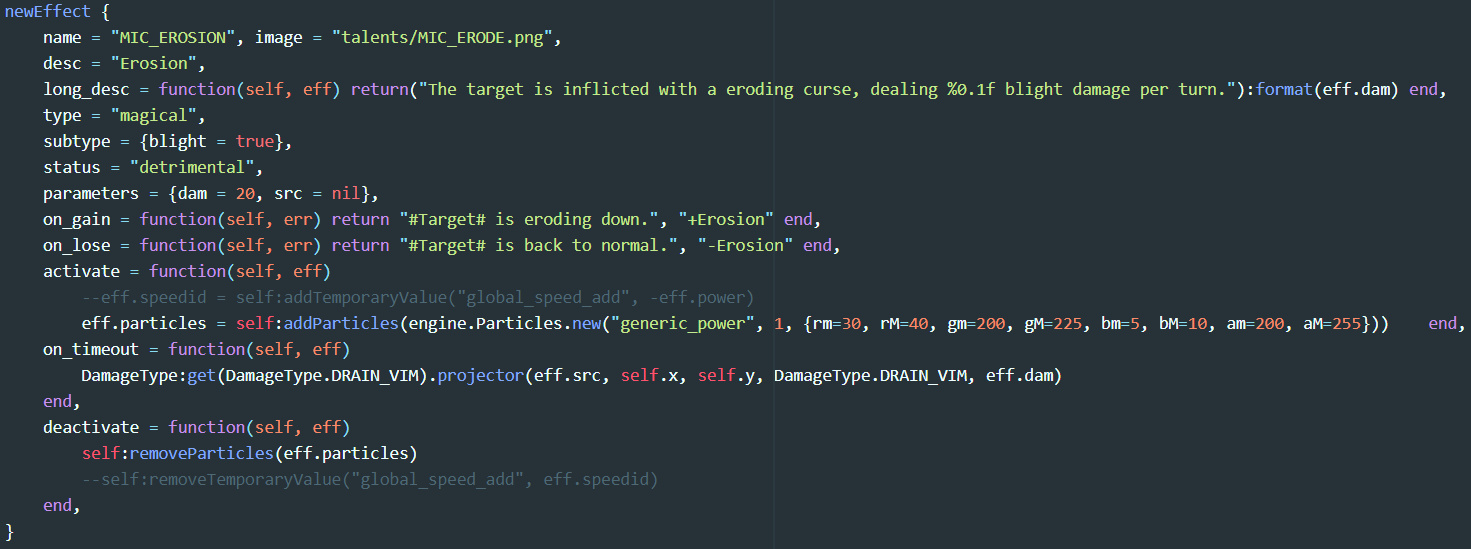 newEffect {
    name = "MIC_EROSION", image = "talents/MIC_ERODE.png",
    desc = "Erosion",
    long_desc = function(self, eff) return("The target is inflicted with a eroding curse, dealing %0.1f blight damage per turn."):format(eff.dam) end,
    type = "magical",
    subtype = {blight = true},
    status = "detrimental",
    parameters = {dam = 20, src = nil},
    on_gain = function(self, err) return "#Target# is eroding down.", "+Erosion" end,
    on_lose = function(self, err) return "#Target# is back to normal.", "-Erosion" end,
    activate = function(self, eff)
        --eff.speedid = self:addTemporaryValue("global_speed_add", -eff.power)
        eff.particles = self:addParticles(engine.Particles.new("generic_power", 1, {rm=30, rM=40, gm=200, gM=225, bm=5, bM=10, am=200, aM=255}))    end,
    on_timeout = function(self, eff)
        DamageType:get(DamageType.DRAIN_VIM).projector(eff.src, self.x, self.y, DamageType.DRAIN_VIM, eff.dam)
    end,
    deactivate = function(self, eff)
        self:removeParticles(eff.particles)
        --self:removeTemporaryValue("global_speed_add", eff.speedid)
    end,
}